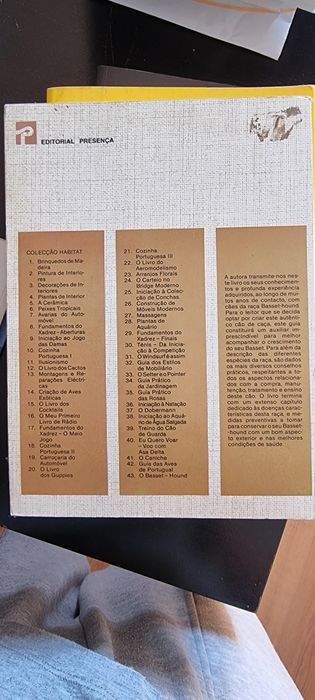 EDITORIAL PRESENÇA
COLECÇÃO HABITAT
1. Brinquedos de Ma-
deira
2. Pintura de Interio-
res
3. Decorações de In-
teriores
4. Plantas de Interior
5. A Cerâmica
6. Peixes Tropicais
7. Avarias do Auto-
móvel
8. Fundamentos do
Xadrez - Aberturas
9. Iniciação ao Jogo
das Damas
10. Cozinha
Portuguesa I
11. Ilusionismo
12. O Livro dos Cactos
13. Montagens e Re-
parações Eléctri-
cas
14. Criação de Aves
Exóticas
15. O Livro dos
Cocktails
16. O Meu Primeiro
Livro de Rádio
17. Fundamentos do
Xadrez - O Meio
Jogo
18. Cozinha
Portuguesa II
19. Carroçaria do
Automóvel
20. O Livro
dos Guppies
21. Cozinha
Portuguesa III
22. O Livro do
Aeromodelismo
23. Arranjos Florais
24. O Carteio no
Bridge Moderno
25. Iniciação à Colec-
ção de Conchas
26. Construção de
Móveis Modernos
27. Massagens
28. Plantas de
Aquário
29. Fundamentos do
Xadrez - Finais
30. Ténis - Da Inicia-
ção à Competição
31. O Windsurf é assim
32. Guia dos Estilos
de Mobiliário
33. O Setter e o Pointer
34. Guia Prático
da Jardinagem
35. Guia Prático
das Rosas
36. Iniciação à Natação
37. O Dobermann
38. Iniciação ao Aquá-
rio de Água Salgada
39. Treino do Cão
de Guarda
40. Eu Quero Voar
- Voo com
Asa Delta
41. O Caniche
42. Guia das Aves
de Portugal
43. O Basset - Hound
A autora transmite-nos nes-
te livro os seus conhecimen-
tos e profunda experiência
adquiridos, ao longo de mui-
tos anos de contacto, com
cães da raça Basset-Hound.
Para o leitor que se decida
optar por criar este autênti-
co cão de caça, este guia
constituirá um auxiliar im-
prescindível para melhor
acompanhar o crescimento
do seu Basset. Para além da
descrição das diferentes
espécies da raça, são dados
os mais diversos conselhos
práticos, respeitantes a to-
dos os aspectos relaciona-
dos com a compra, manu-
tenção, tratamento e ensino
deste cão. O livro termina
com um extenso capítulo
dedicado às doenças carac-
terísticas desta raça, e me-
didas preventivas a tomar
para conservar o seu Basset-
-hound com um bom aspec-
to exterior e nas melhores
condições de saúde.